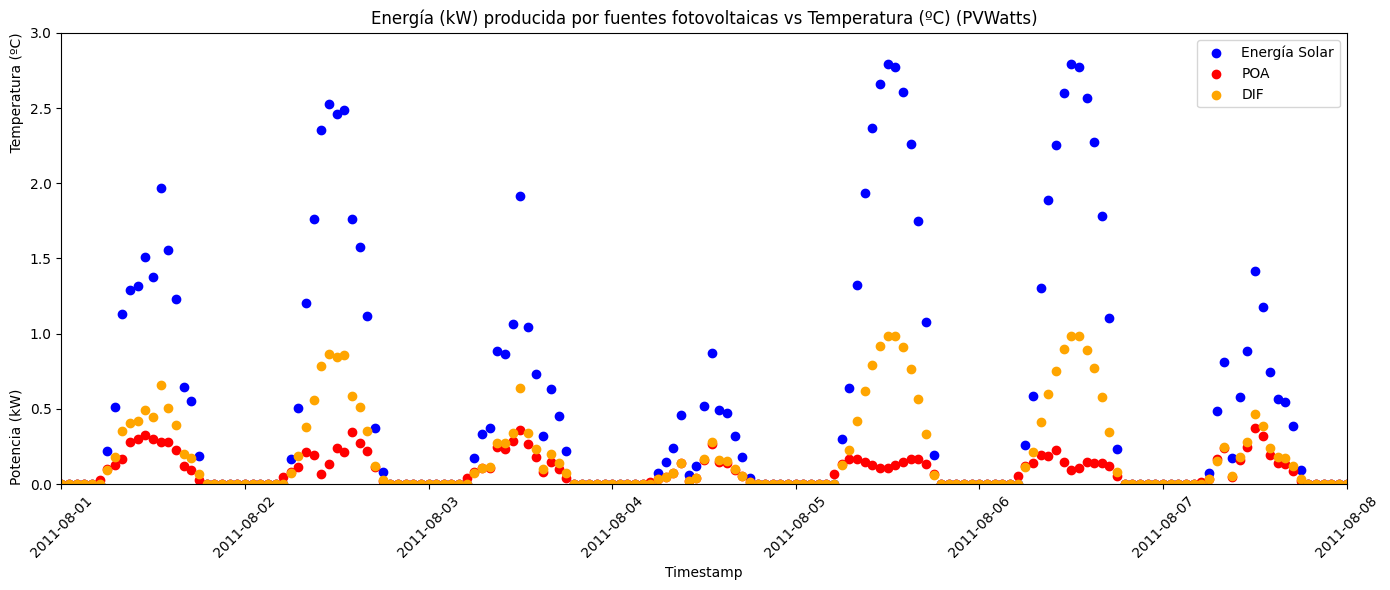 Energía (kW) producida por fuentes fotovoltaicas vs Temperatura (ºC) (PVWatts)
Temperatura (ºC)
Potencia (kW)
3.0
2.5
2.0
1.5
1.0
0.5
0.0
Energía Solar
POA
DIF
2011-08-01
2011-08-02
2011-08-03
2011-08-04
2011-08-05
2011-08-06
2011-08-07
2011-08-08
Timestamp